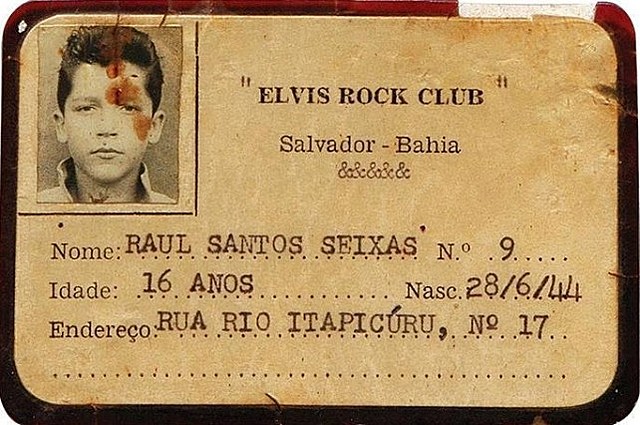 "ELVIS ROCK CLUB"
Salvador - Bahia
&&&&&
Nome: RAUL SANTOS SEIXAS N.º 9
Idade: 16 ANOS Nasc. 28/6/44
Endereço RUA RIO ITAPICÚRU, Nº 17